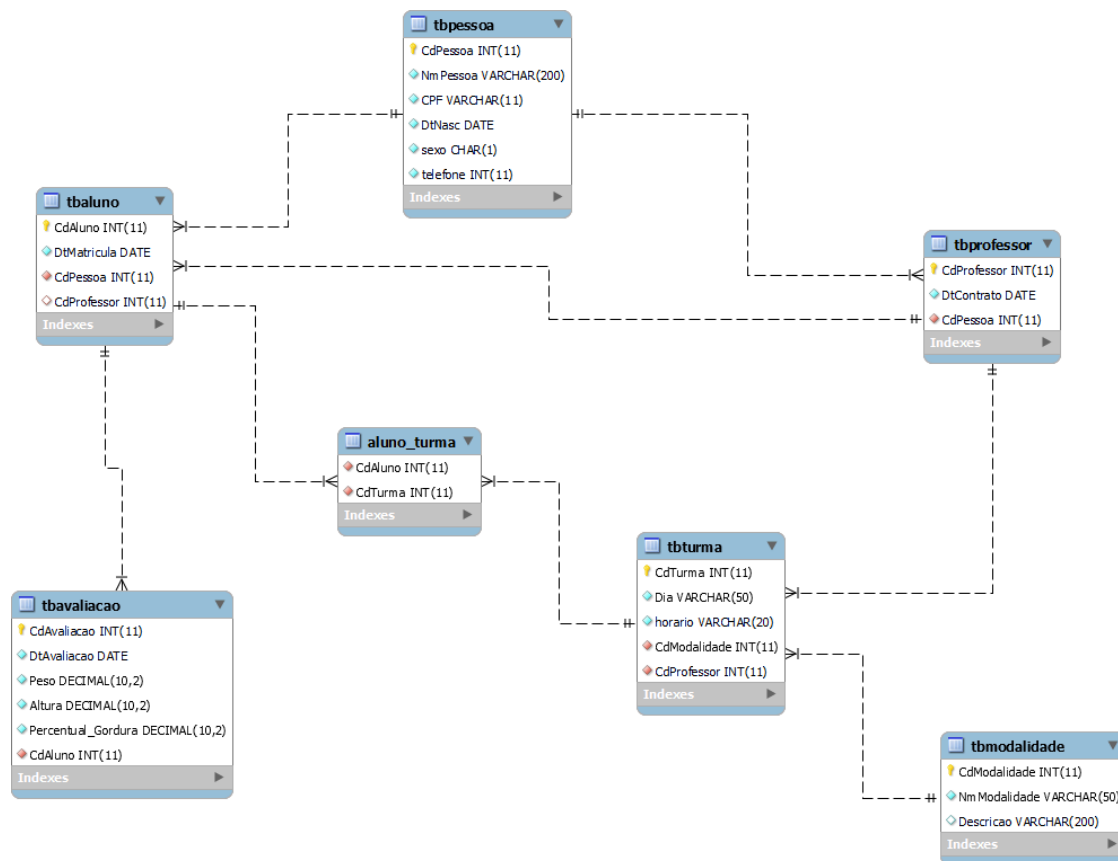 tbpessoa
CdPessoa INT(11)
NmPessoa VARCHAR(200)
CPF VARCHAR(11)
DtNasc DATE
sexo CHAR(1)
telefone INT(11)
Indexes
tbaluno
CdAluno INT(11)
DtMatricula DATE
CdPessoa INT(11)
CdProfessor INT(11)
Indexes
tbprofessor
CdProfessor INT(11)
DtContrato DATE
CdPessoa INT(11)
Indexes
aluno_turma
CdAluno INT(11)
CdTurma INT(11)
Indexes
tbturma
CdTurma INT(11)
Dia VARCHAR(50)
horario VARCHAR(20)
CdModalidade INT(11)
CdProfessor INT(11)
Indexes
tbavaliacao
CdAvaliacao INT(11)
DtAvaliacao DATE
Peso DECIMAL(10,2)
Altura DECIMAL(10,2)
Percentual_Gordura DECIMAL(10,2)
CdAluno INT(11)
Indexes
tbmodalidade
CdModalidade INT(11)
NmModalidade VARCHAR(50)
Descricao VARCHAR(200)
Indexes